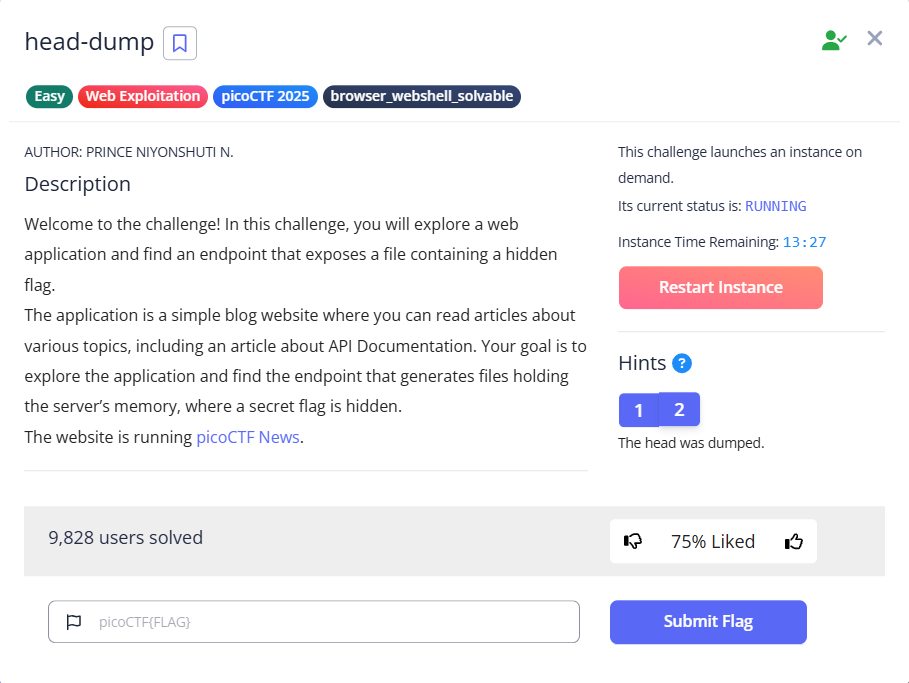 head-dump
Easy Web Exploitation picoCTF 2025 browser_webshell_solvable
AUTHOR: PRINCE NIYONSHUTI N.
Description
Welcome to the challenge! In this challenge, you will explore a web
application and find an endpoint that exposes a file containing a hidden
flag.
The application is a simple blog website where you can read articles about
various topics, including an article about API Documentation. Your goal is to
explore the application and find the endpoint that generates files holding
the server’s memory, where a secret flag is hidden.
The website is running picoCTF News.
This challenge launches an instance on
demand.
Its current status is: RUNNING
Instance Time Remaining: 13:27
Restart Instance
Hints ?
1 2
The head was dumped.
9,828 users solved
75% Liked
picoCTF{FLAG}
Submit Flag